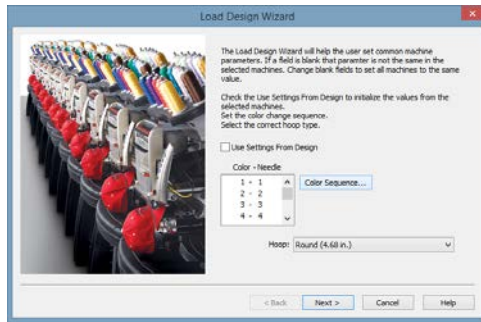 Load Design Wizard
The Load Design Wizard will help the user set common machine
parameters. If a field is blank that paramter is not the same in the
selected machines. Change blank fields to set all machines to the same
value.
Check the Use Settings From Design to initialize the values from the
selected machines.
Set the color change sequence.
Select the correct hoop type.
Use Settings From Design
Color - Needle
1 - 1
2 - 2
3 - 3
4 - 4
Color Sequence...
Hoop: Round (4.68 in.)
< Back Next > Cancel Help